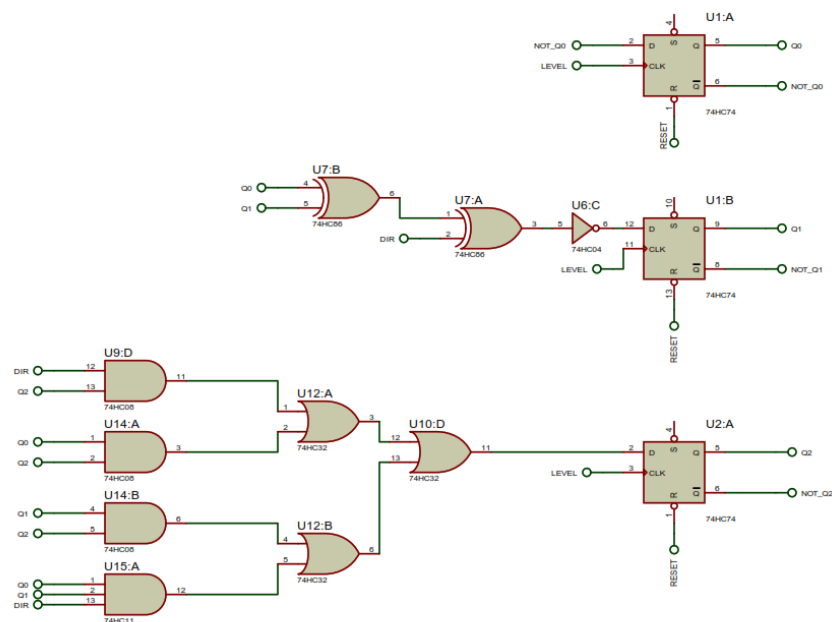 U1:A
4
NOT_Q0 2 D S Q 5 Q0
LEVEL 3 CLK
R Q 6 NOT_Q0
1
74HC74
RESET
U7:B
Q0 4
6
Q1 5
74HC86
U7:A
1
3
DIR 2
74HC86
U6:C
5 6
74HC04
U1:B
10
12 D S Q 9 Q1
11 CLK
LEVEL
R Q 8 NOT_Q1
13
74HC74
RESET
U9:D
DIR 12
11
Q2 13
74HC08
U14:A
Q0 1
3
Q2 2
74HC08
U14:B
Q1 4
6
Q2 5
74HC08
U15:A
Q0 1
Q1 2 12
DIR 13
74HC11
U12:A
1
3
2
74HC32
U12:B
4
6
5
74HC32
U10:D
12
11
13
74HC32
U2:A
4
2 D S Q 5 Q2
LEVEL 3 CLK
R Q 6 NOT_Q2
1
74HC74
RESET